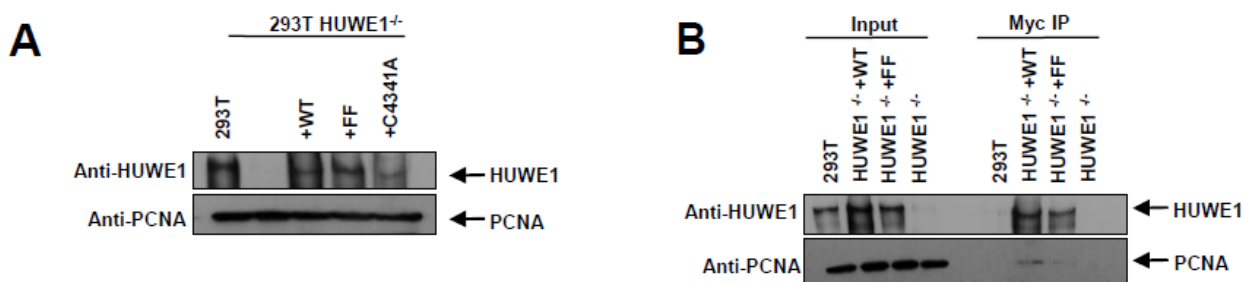 A
293T HUWE1-/-
293T
+WT
+FF
+C4341A
Anti-HUWE1
HUWE1
Anti-PCNA
PCNA
B
Input
Myc IP
293T
HUWE1 -/- +WT
HUWE1 -/- +FF
HUWE1 -/-
293T
HUWE1 -/- +WT
HUWE1 -/- +FF
HUWE1 -/-
Anti-HUWE1
HUWE1
Anti-PCNA
PCNA